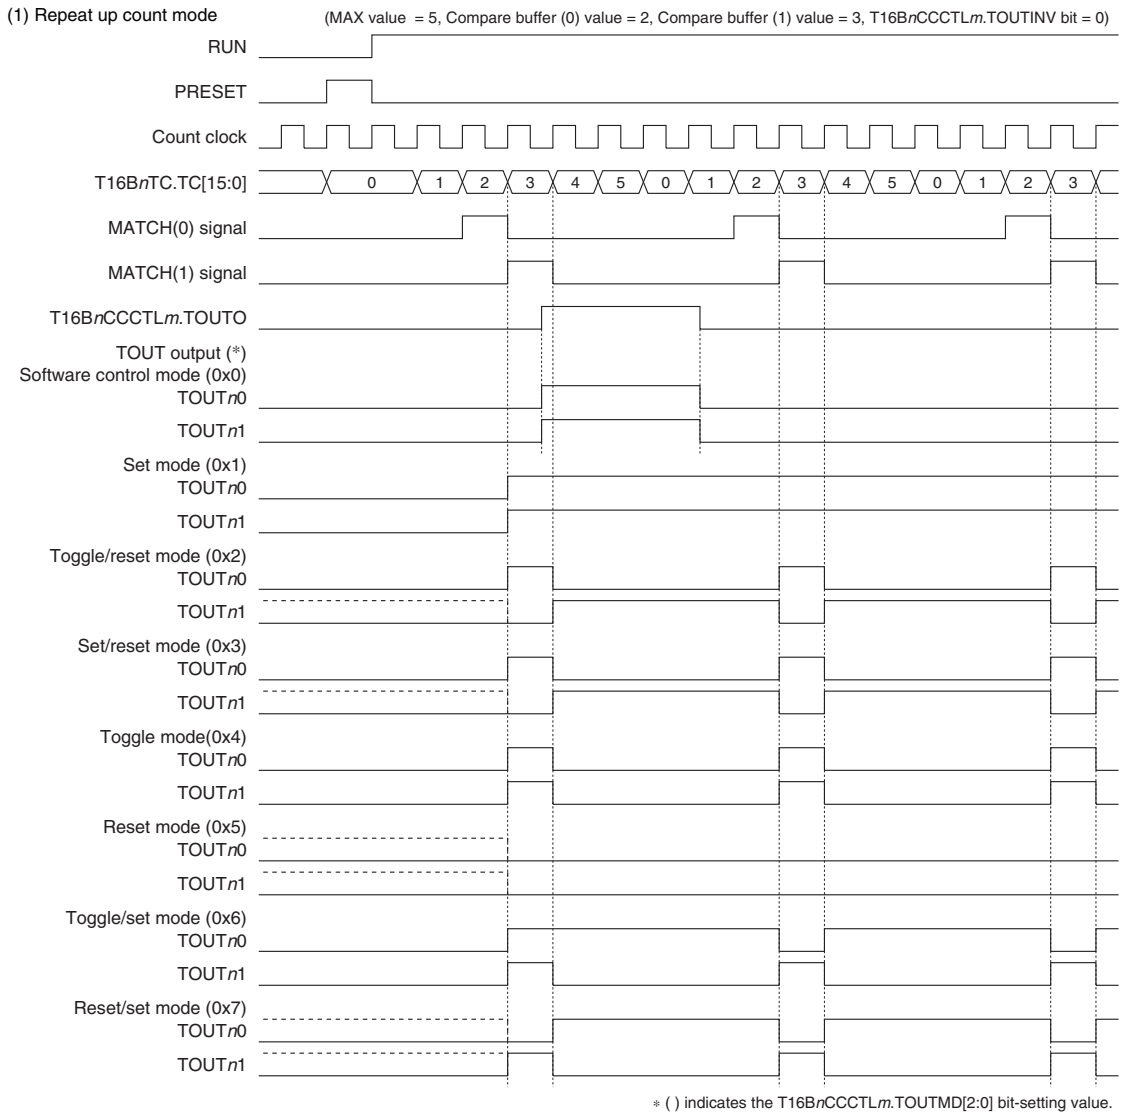 (1) Repeat up count mode
(MAX value = 5, Compare buffer (0) value = 2, Compare buffer (1) value = 3, T16BnCCCTLm.TOUTINV bit = 0)
RUN
PRESET
Count clock
T16BnTC.TC[15:0] 0 1 2 3 4 5 0 1 2 3 4 5 0 1 2 3
MATCH(0) signal
MATCH(1) signal
T16BnCCCTLm.TOUTO
TOUT output (*)
Software control mode (0x0)
TOUTn0
TOUTn1
Set mode (0x1)
TOUTn0
TOUTn1
Toggle/reset mode (0x2)
TOUTn0
TOUTn1
Set/reset mode (0x3)
TOUTn0
TOUTn1
Toggle mode(0x4)
TOUTn0
TOUTn1
Reset mode (0x5)
TOUTn0
TOUTn1
Toggle/set mode (0x6)
TOUTn0
TOUTn1
Reset/set mode (0x7)
TOUTn0
TOUTn1
* ( ) indicates the T16BnCCCTLm.TOUTMD[2:0] bit-setting value.